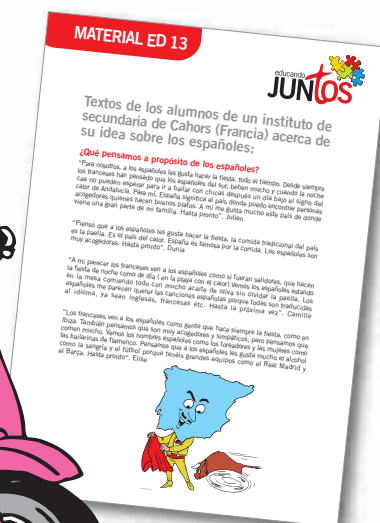 MATERIAL ED 13
educando
JUNtOS
Textos de los alumnos de un instituto de
secundaria de Cahors (Francia) acerca de
su idea sobre los españoles:
¿Qué pensamos a propósito de los españoles?
"Para nosotros, a los españoles les gusta hacer la fiesta, todo el tiempo. Desde siempre
los franceses han pensado que los españoles del sur, beben mucho y cuando la noche
cae no pueden esperar para ir a bailar con chicas después un día bajo el signo del
calor de Andalucía. Para mí, España significa el país donde puedo encontrar personas
acogedores quienes hacen buenos platos. A mí me gusta mucho este país de donde
viene una gran parte de mi familia. Hasta pronto". Julien
"Pienso que a los españoles les gusta hacer la fiesta, la comida tradicional del país
es la paella. Es el país del calor. España es famosa por la corrida. Los españoles son
muy acogedores. Hasta pronto". Dunia
"A mi parecer los franceses ven a los españoles como si fueran salidores, que hacen
la fiesta de noche como de día ( en la playa con el calor).Vemos los españoles estando
en la mesa comiendo todo con mucho aceite de oliva sin olvidar la paella. Los
españoles me parecen querer las canciones españolas porque todas son traducidas
al idioma, ya sean inglesas, francesas etc. Hasta la próxima vez". Camille
"Los franceses ven a los españoles como gente que hace siempre la fiesta, como en
Ibiza. También pensamos que son muy acogedores y simpáticos, pero pensamos que
comen mucho. Vemos los hombres españoles como los toreadores y las mujeres como
las bailarinas de flamenco. Pensamos que a los españoles les gusta mucho el alcohol
como la sangría y el fútbol porque tenéis grandes equipos como el Real Madrid y
el Barça. Hasta pronto". Elise